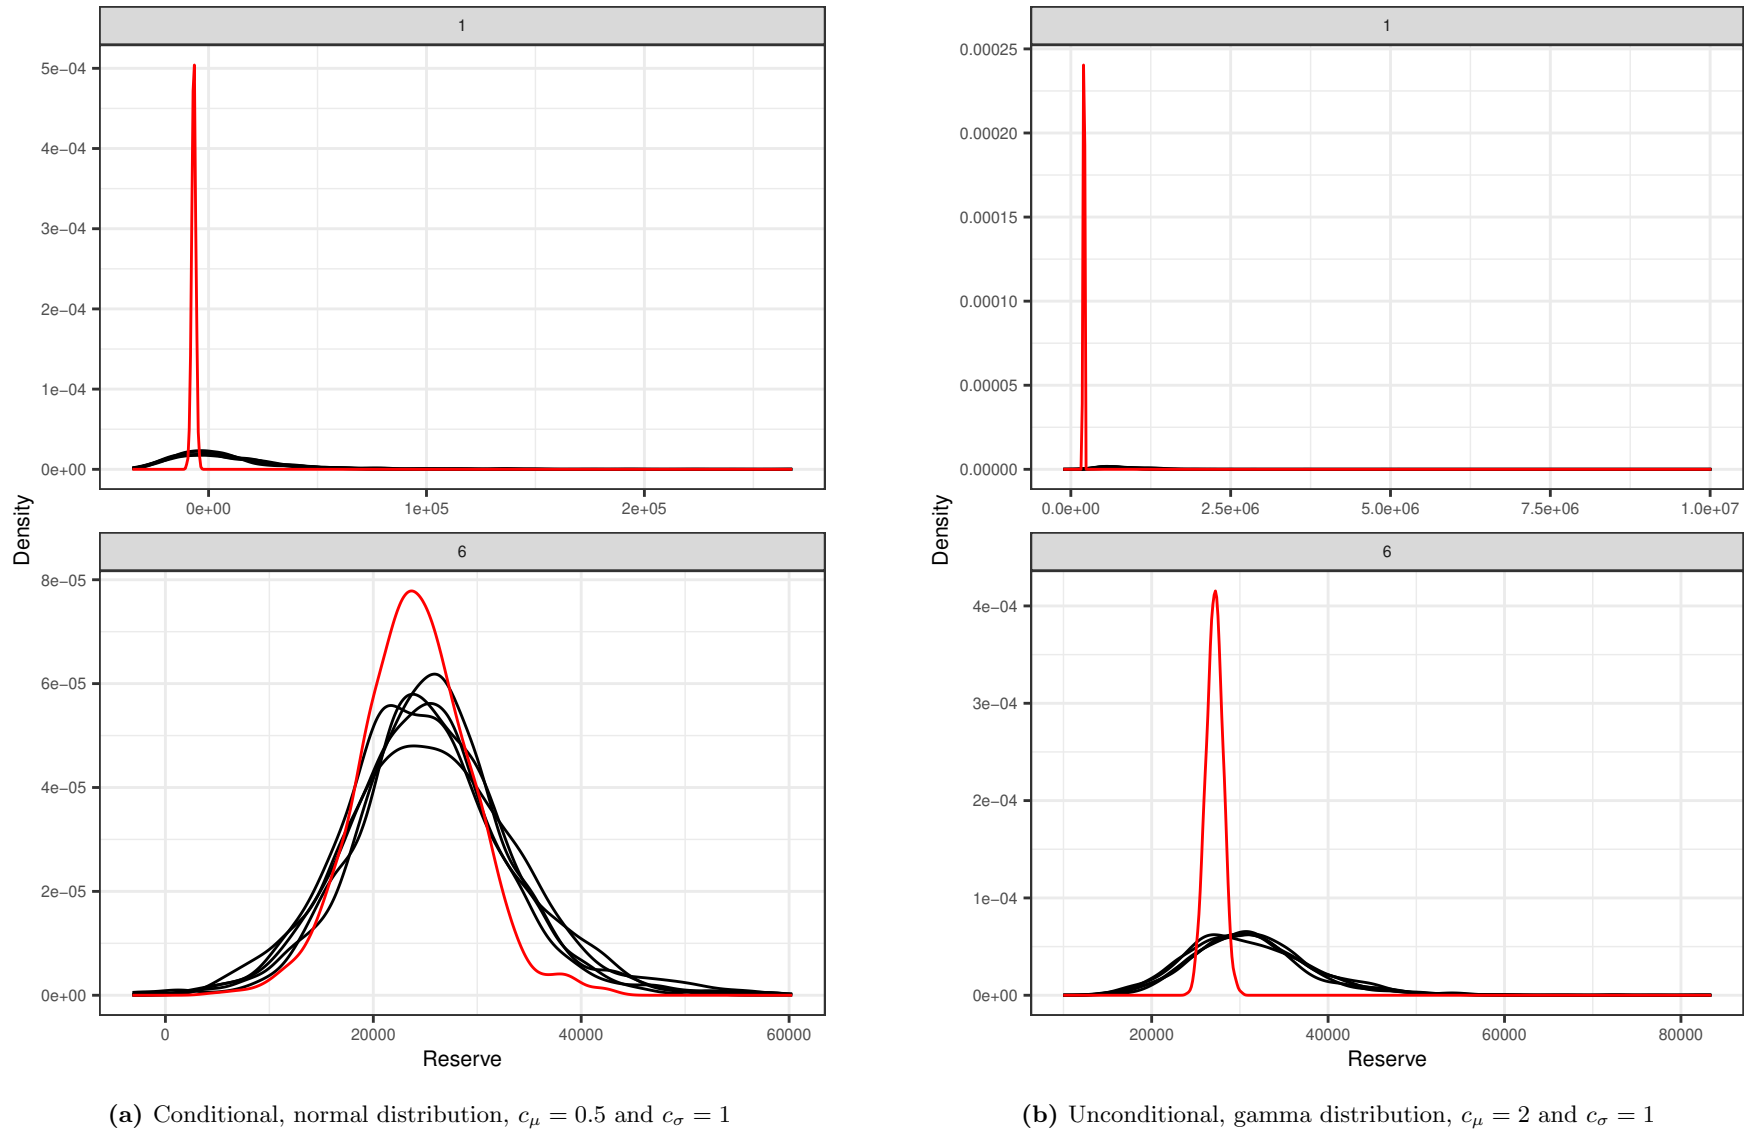 1
5e−04
4e−04
3e−04
2e−04
1e−04
0e+00
0e+00 1e+05 2e+05
6
8e−05
6e−05
4e−05
2e−05
0e+00
0 20000 40000 60000
Density
Reserve
(a) Conditional, normal distribution, cμ = 0.5 and cσ = 1
1
0.00025
0.00020
0.00015
0.00010
0.00005
0.00000
0.0e+00 2.5e+06 5.0e+06 7.5e+06 1.0e+07
6
4e−04
3e−04
2e−04
1e−04
0e+00
20000 40000 60000 80000
Density
Reserve
(b) Unconditional, gamma distribution, cμ = 2 and cσ = 1